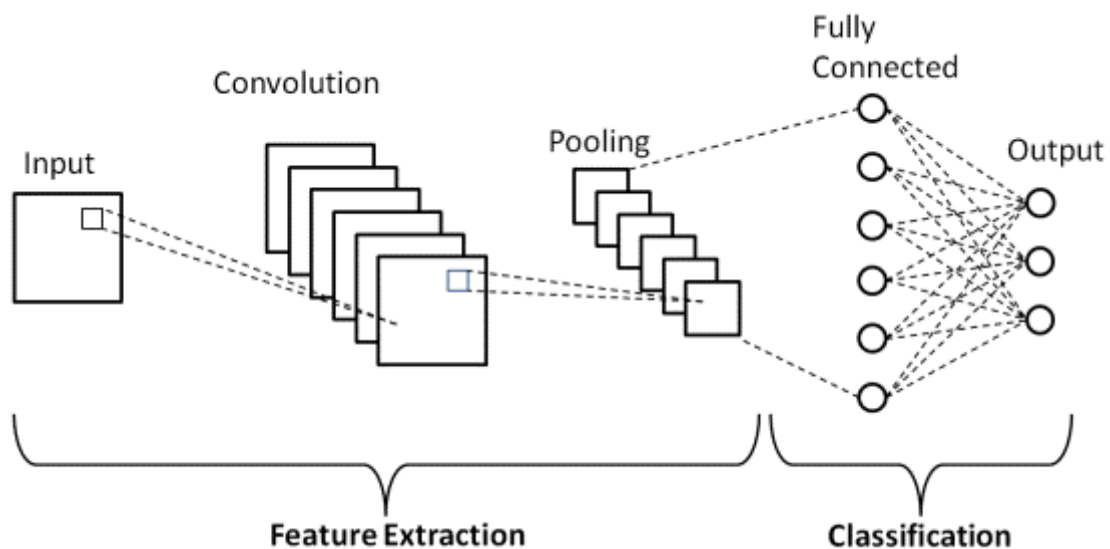 Input
Convolution
Pooling
Fully
Connected
Output
Feature Extraction
Classification